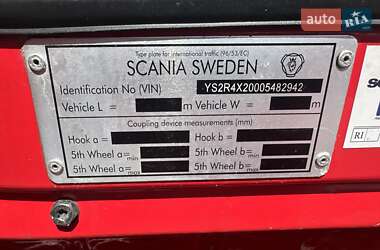 auto RIA
Type plate for international traffic (96/53/EC)
SCANIA SWEDEN
Identification No (VIN) YS2R4X20005482942
Vehicle L = m Vehicle W = m
Coupling device measurements (mm)
Hook a = Hook b =
5th Wheel a = min 5th Wheel b = min
5th Wheel a = max 5th Wheel b = max